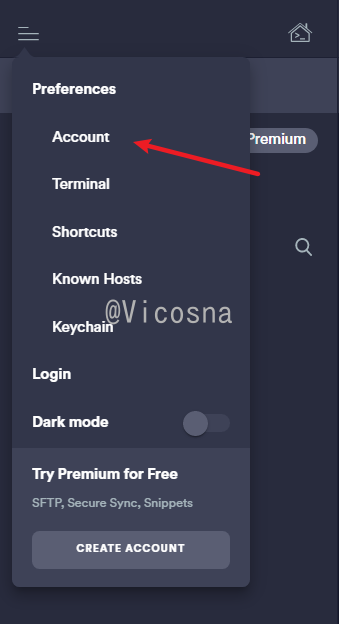 Preferences
Account
Premium
Terminal
Shortcuts
Known Hosts
@Vicosna
Keychain
Login
Dark mode
Try Premium for Free
SFTP, Secure Sync, Snippets
CREATE ACCOUNT